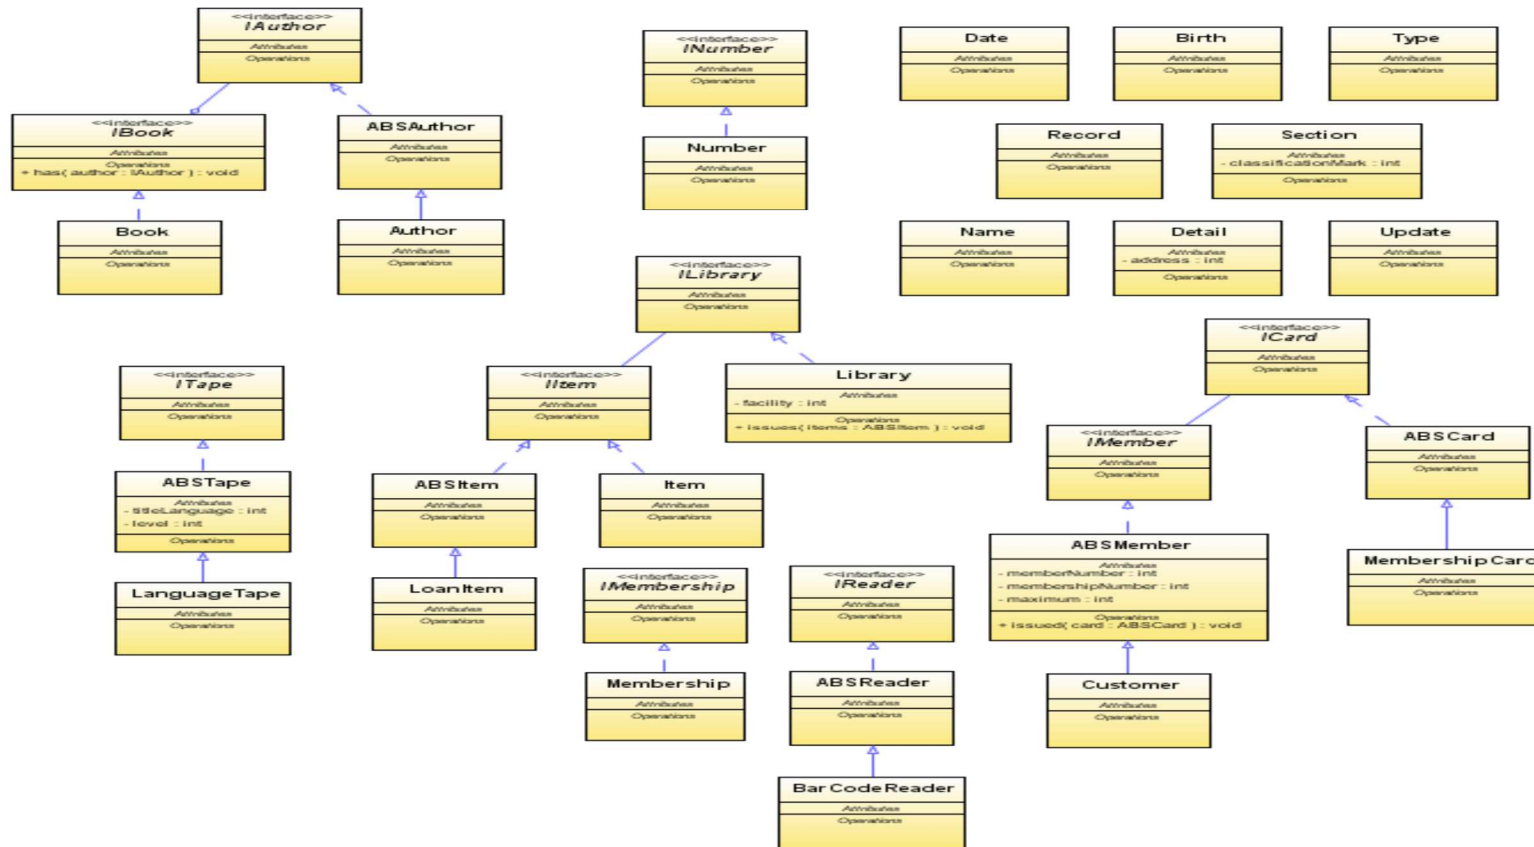 <<interface>>
IAuthor
Attributes
Operations
<<interface>>
IBook
Attributes
Operations
+ has( author : IAuthor ) : void
ABSAuthor
Attributes
Operations
Book
Attributes
Operations
Author
Attributes
Operations
<<interface>>
INumber
Attributes
Operations
Number
Attributes
Operations
Date
Attributes
Operations
Birth
Attributes
Operations
Type
Attributes
Operations
Record
Attributes
Operations
Section
Attributes
- classificationMark : int
Operations
Name
Attributes
Operations
Detail
Attributes
- address : int
Operations
Update
Attributes
Operations
<<interface>>
ILibrary
Attributes
Operations
<<interface>>
ITape
Attributes
Operations
<<interface>>
IItem
Attributes
Operations
Library
Attributes
- facility : int
Operations
+ issues( items : ABSItem ) : void
<<interface>>
ICard
Attributes
Operations
<<interface>>
IMember
Attributes
Operations
ABSCard
Attributes
Operations
ABSTape
Attributes
- titleLanguage : int
- level : int
Operations
ABSItem
Attributes
Operations
Item
Attributes
Operations
LanguageTape
Attributes
Operations
LoanItem
Attributes
Operations
<<interface>>
IMembership
Attributes
Operations
<<interface>>
IReader
Attributes
Operations
ABSMember
Attributes
- memberNumber : int
- membershipNumber : int
- maximum : int
Operations
+ issued( card : ABSCard ) : void
MembershipCard
Attributes
Operations
Membership
Attributes
Operations
ABSReader
Attributes
Operations
Customer
Attributes
Operations
BarCodeReader
Attributes
Operations